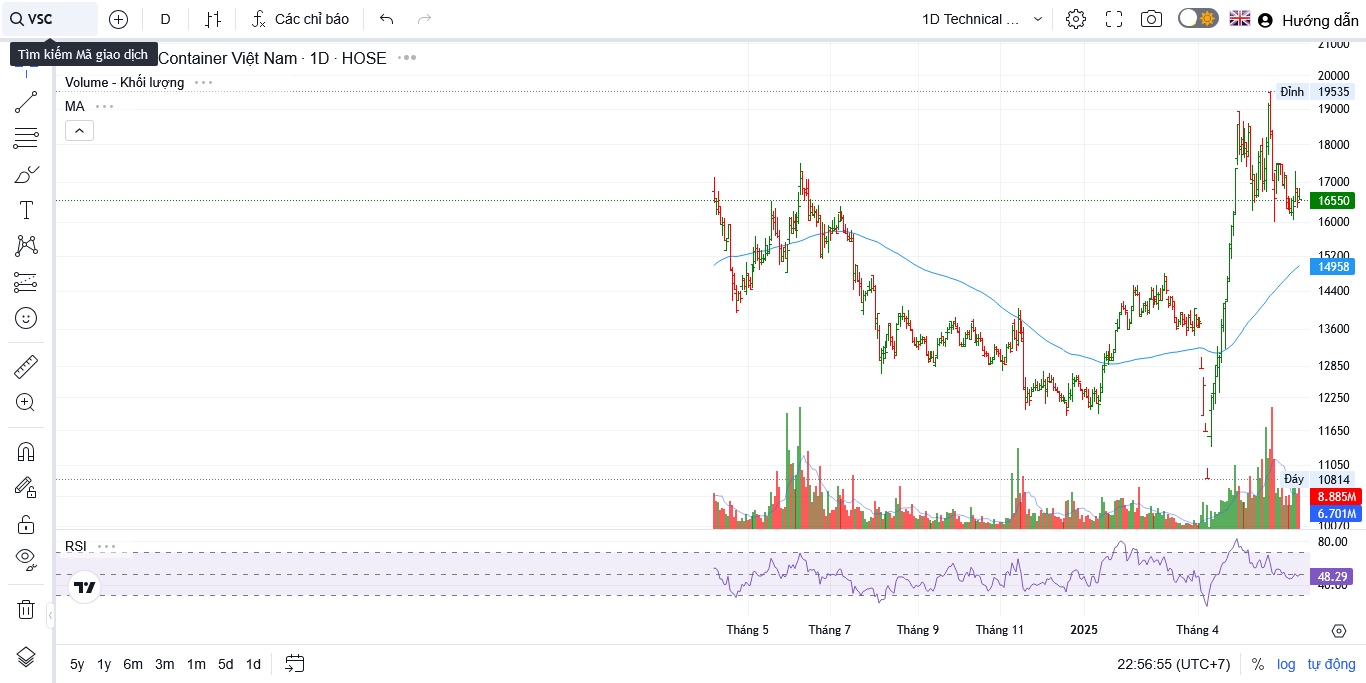 VSC
D
Các chỉ báo
1D Technical ...
Hướng dẫn
Tìm kiếm Mã giao dịch
Container Việt Nam · 1D · HOSE
Volume - Khối lượng
MA
21000
20000
Đỉnh 19535
19000
18000
17000
16550
16000
15200
14958
14400
13600
12850
12250
11650
11050
Đáy 10814
8.885M
6.701M
10070
RSI
80.00
48.29
40.00
Tháng 5 Tháng 7 Tháng 9 Tháng 11 2025 Tháng 4
5y 1y 6m 3m 1m 5d 1d
22:56:55 (UTC+7) % log tự động